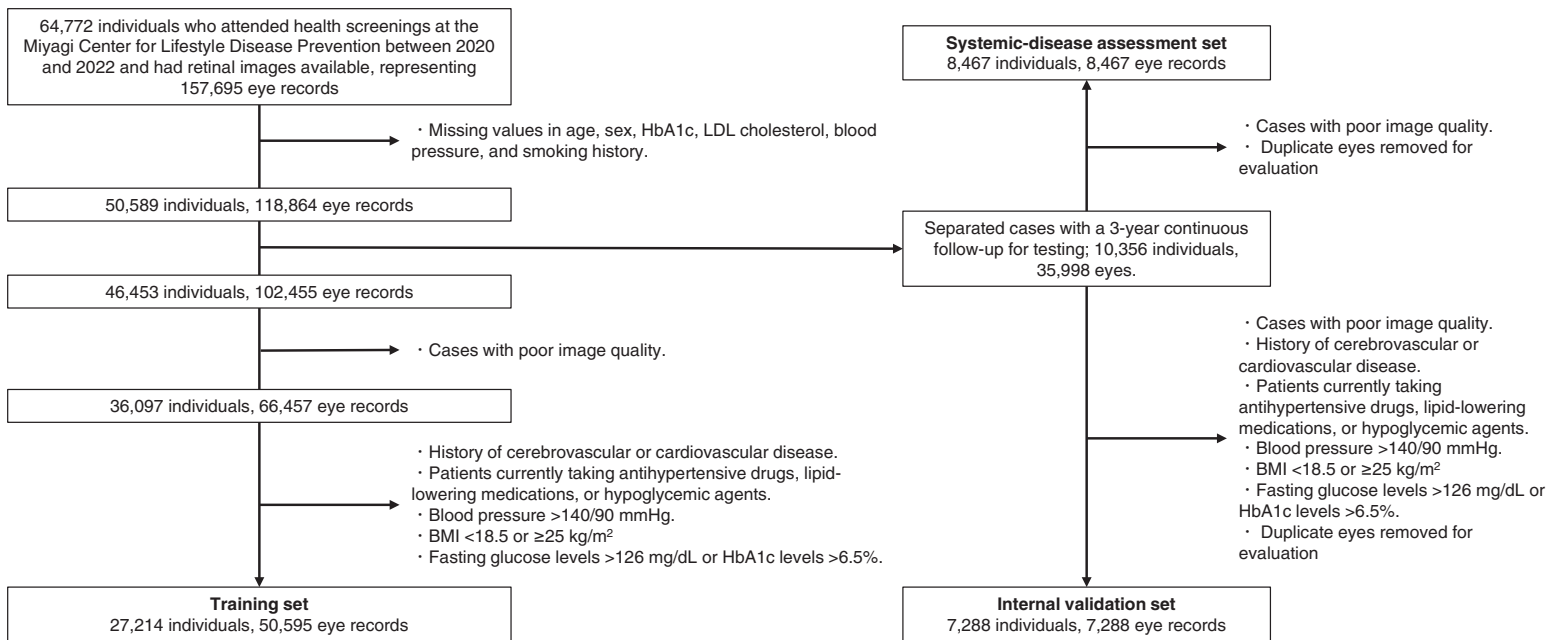 64,772 individuals who attended health screenings at the
Miyagi Center for Lifestyle Disease Prevention between 2020
and 2022 and had retinal images available, representing
157,695 eye records
・Missing values in age, sex, HbA1c, LDL cholesterol, blood
pressure, and smoking history.
50,589 individuals, 118,864 eye records
46,453 individuals, 102,455 eye records
・Cases with poor image quality.
36,097 individuals, 66,457 eye records
・History of cerebrovascular or cardiovascular disease.
・Patients currently taking antihypertensive drugs, lipid-
lowering medications, or hypoglycemic agents.
・Blood pressure >140/90 mmHg.
・BMI <18.5 or ≥25 kg/m²
・Fasting glucose levels >126 mg/dL or HbA1c levels >6.5%.
Training set
27,214 individuals, 50,595 eye records
Systemic-disease assessment set
8,467 individuals, 8,467 eye records
・Cases with poor image quality.
・ Duplicate eyes removed for
evaluation
Separated cases with a 3-year continuous
follow-up for testing; 10,356 individuals,
35,998 eyes.
・Cases with poor image quality.
・History of cerebrovascular or
cardiovascular disease.
・Patients currently taking
antihypertensive drugs, lipid-lowering
medications, or hypoglycemic agents.
・Blood pressure >140/90 mmHg.
・BMI <18.5 or ≥25 kg/m²
・Fasting glucose levels >126 mg/dL or
HbA1c levels >6.5%.
・ Duplicate eyes removed for
evaluation
Internal validation set
7,288 individuals, 7,288 eye records